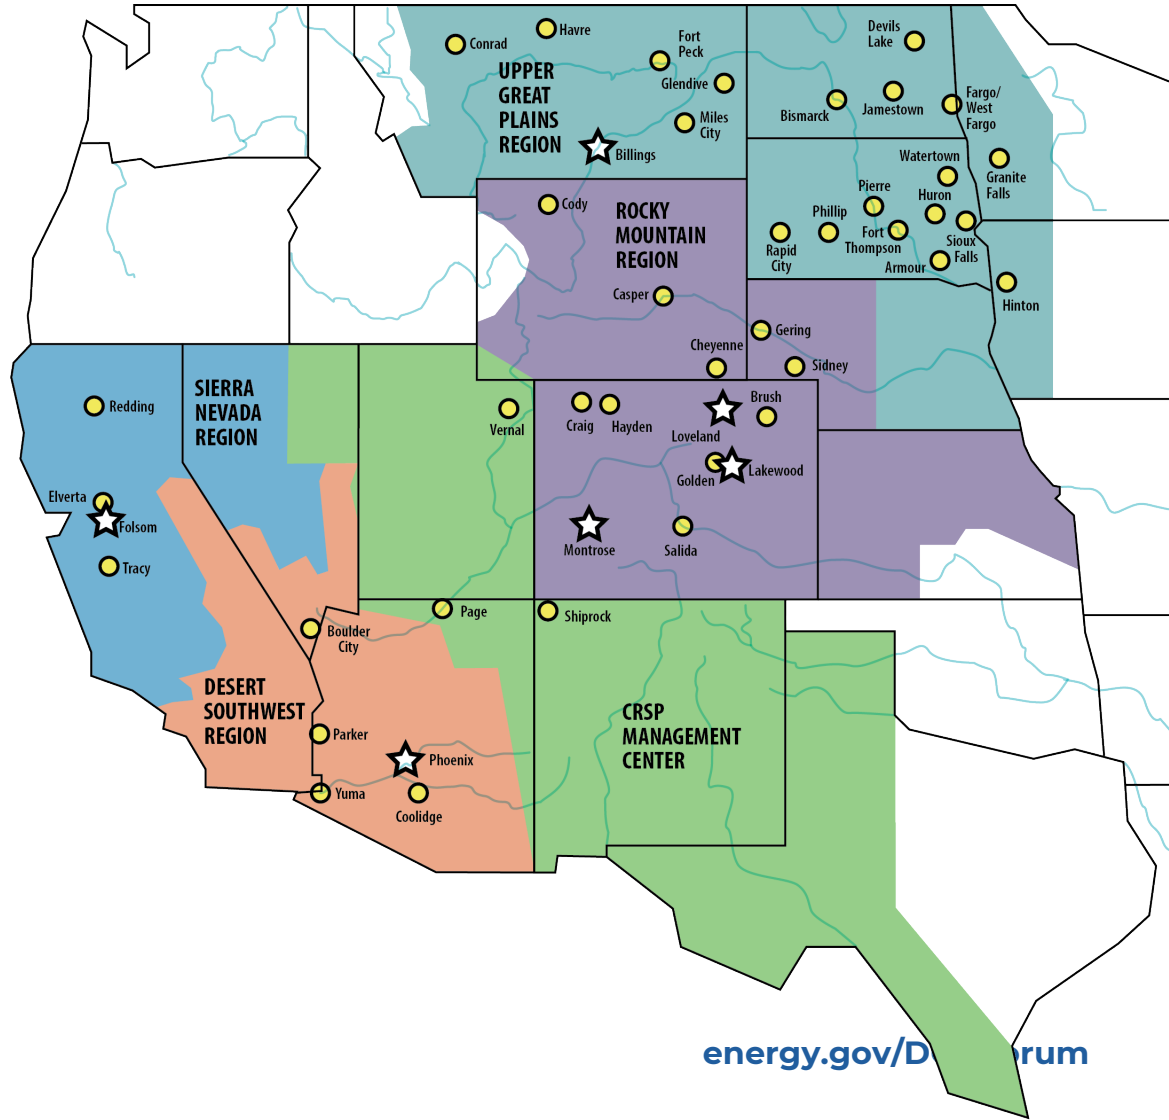 Havre
Conrad
Fort
Peck
Glendive
Devils
Lake
UPPER
GREAT
PLAINS
REGION
Miles
City
Bismarck
Jamestown
Fargo/
West
Fargo
Billings
Watertown
Granite
Falls
Huron
Pierre
Phillip
Fort
Thompson
Sioux
Falls
Rapid
City
Armour
Hinton
Cody
ROCKY
MOUNTAIN
REGION
Casper
Gering
Cheyenne
Sidney
Redding
SIERRA
NEVADA
REGION
Vernal
Craig
Hayden
Loveland
Brush
Golden
Lakewood
Elverta
Folsom
Tracy
Montrose
Salida
Page
Shiprock
Boulder
City
DESERT
SOUTHWEST
REGION
Parker
Phoenix
Yuma
Coolidge
CRSP
MANAGEMENT
CENTER
energy.gov/D rum